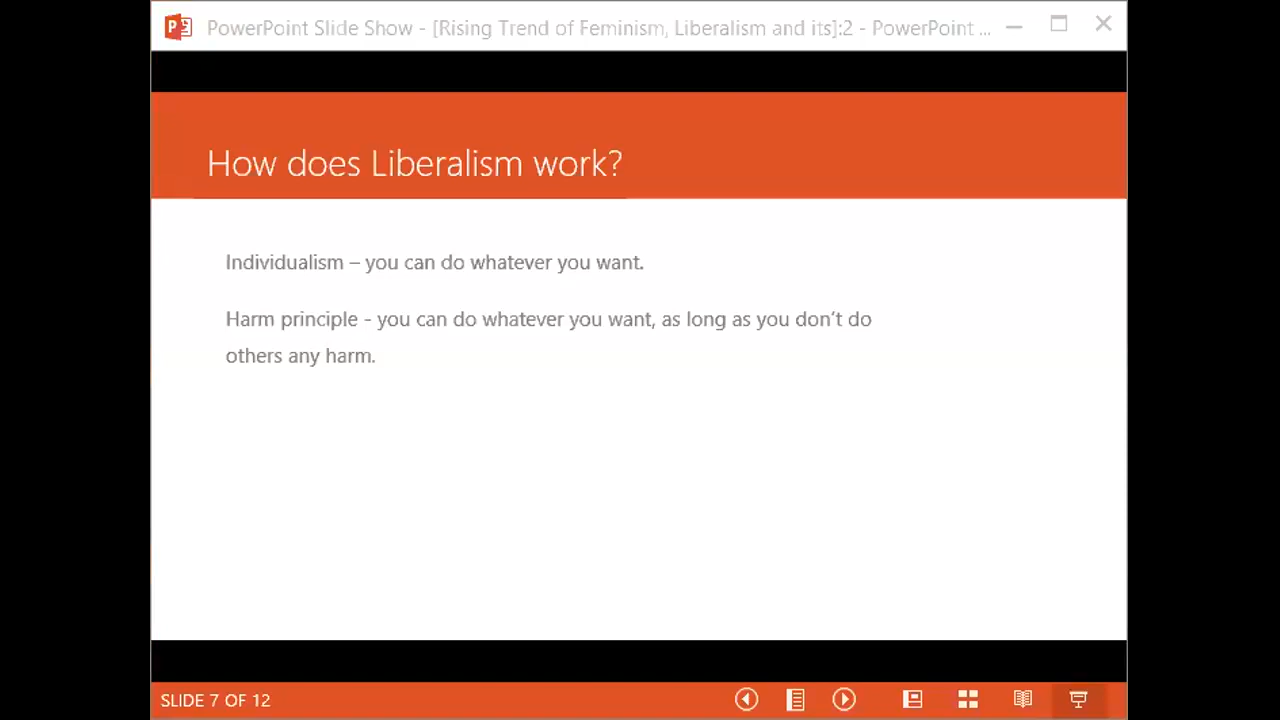 PowerPoint Slide Show - [Rising Trend of Feminism, Liberalism and its]:2 - PowerPoint ...
How does Liberalism work?
Individualism – you can do whatever you want.
Harm principle - you can do whatever you want, as long as you don't do
others any harm.
SLIDE 7 OF 12